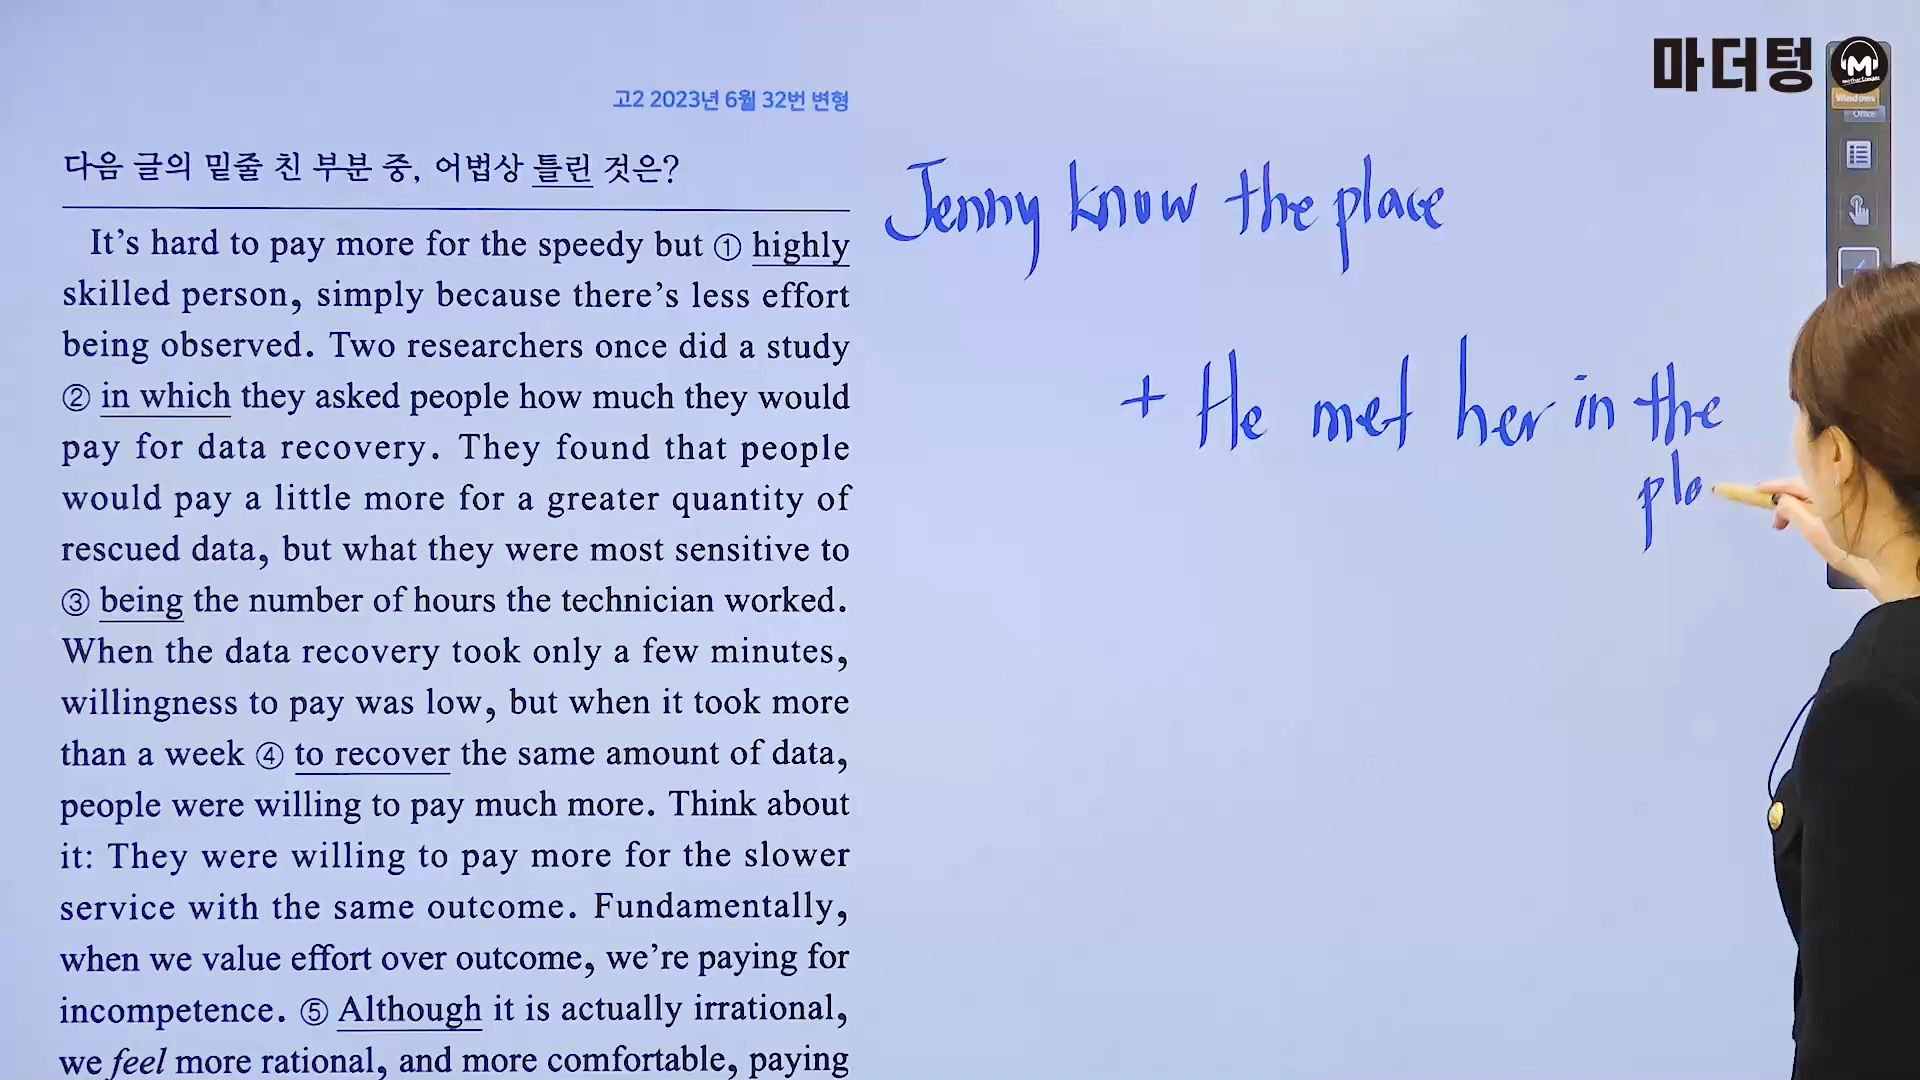 마더텅
M
Windows
Office
고2 2023년 6월 32번 변형
다음 글의 밑줄 친 부분 중, 어법상 틀린 것은?
It's hard to pay more for the speedy but ① highly
skilled person, simply because there's less effort
being observed. Two researchers once did a study
② in which they asked people how much they would
pay for data recovery. They found that people
would pay a little more for a greater quantity of
rescued data, but what they were most sensitive to
③ being the number of hours the technician worked.
When the data recovery took only a few minutes,
willingness to pay was low, but when it took more
than a week ④ to recover the same amount of data,
people were willing to pay much more. Think about
it: They were willing to pay more for the slower
service with the same outcome. Fundamentally,
when we value effort over outcome, we're paying for
incompetence. ⑤ Although it is actually irrational,
we feel more rational, and more comfortable, paying
Jenny know the place
+ He met her in the
pla